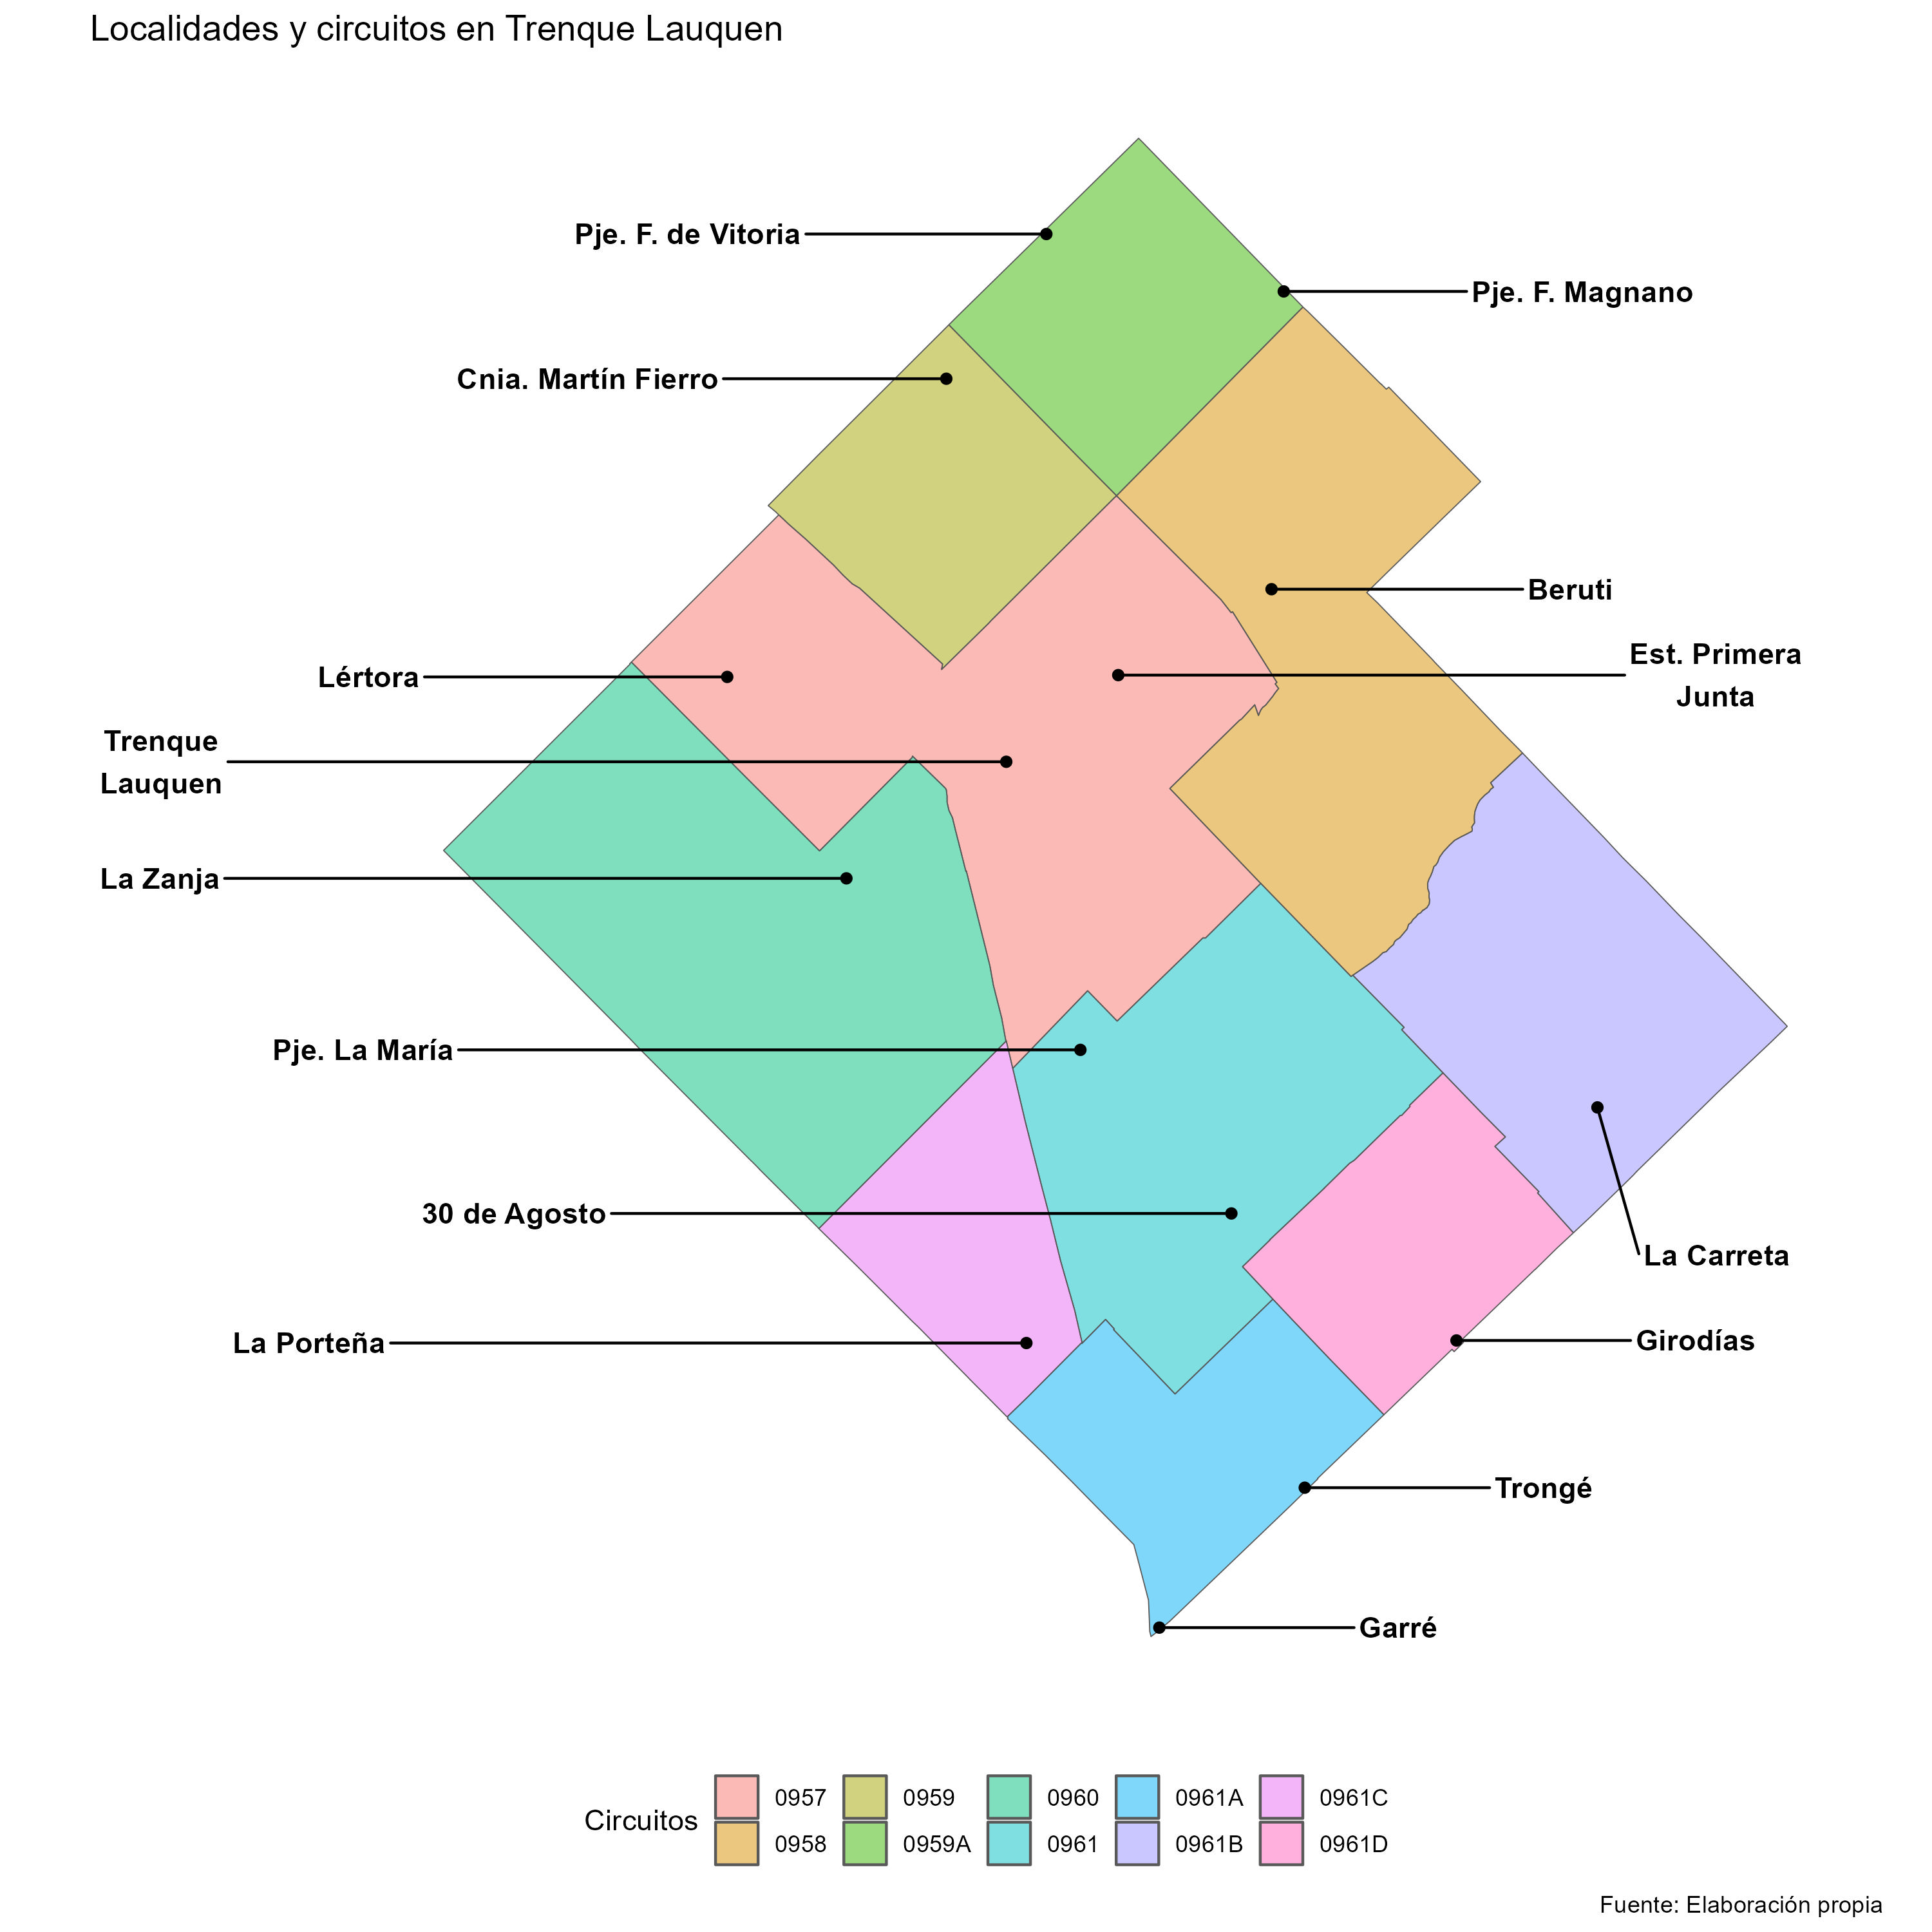 Localidades y circuitos en Trenque Lauquen
Pje. F. de Vitoria
Pje. F. Magnano
Cnia. Martín Fierro
Beruti
Est. Primera
Junta
Lértora
Trenque
Lauquen
La Zanja
Pje. La María
30 de Agosto
La Carreta
La Porteña
Girodías
Trongé
Garré
Circuitos
0957
0959
0960
0961A
0961C
0958
0959A
0961
0961B
0961D
Fuente: Elaboración propia